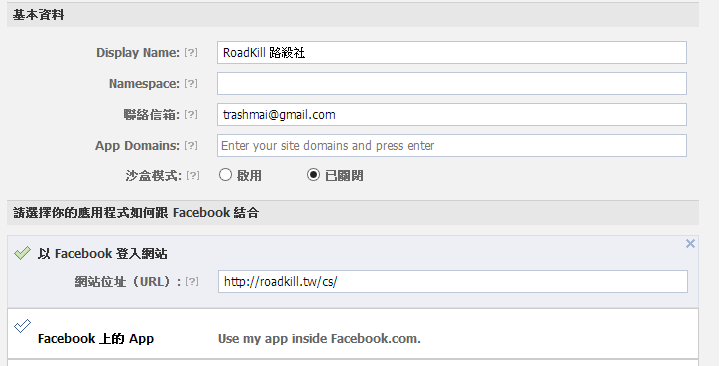 基本資料
Display Name: [?] RoadKill 路殺社
Namespace: [?]
聯絡信箱: [?] trashmai@gmail.com
App Domains: [?] Enter your site domains and press enter
沙盒模式: [?] 啟用 已關閉
請選擇你的應用程式如何跟 Facebook 結合
以 Facebook 登入網站
網站位址（URL）: [?] http://roadkill.tw/cs/
Facebook 上的 App Use my app inside Facebook.com.